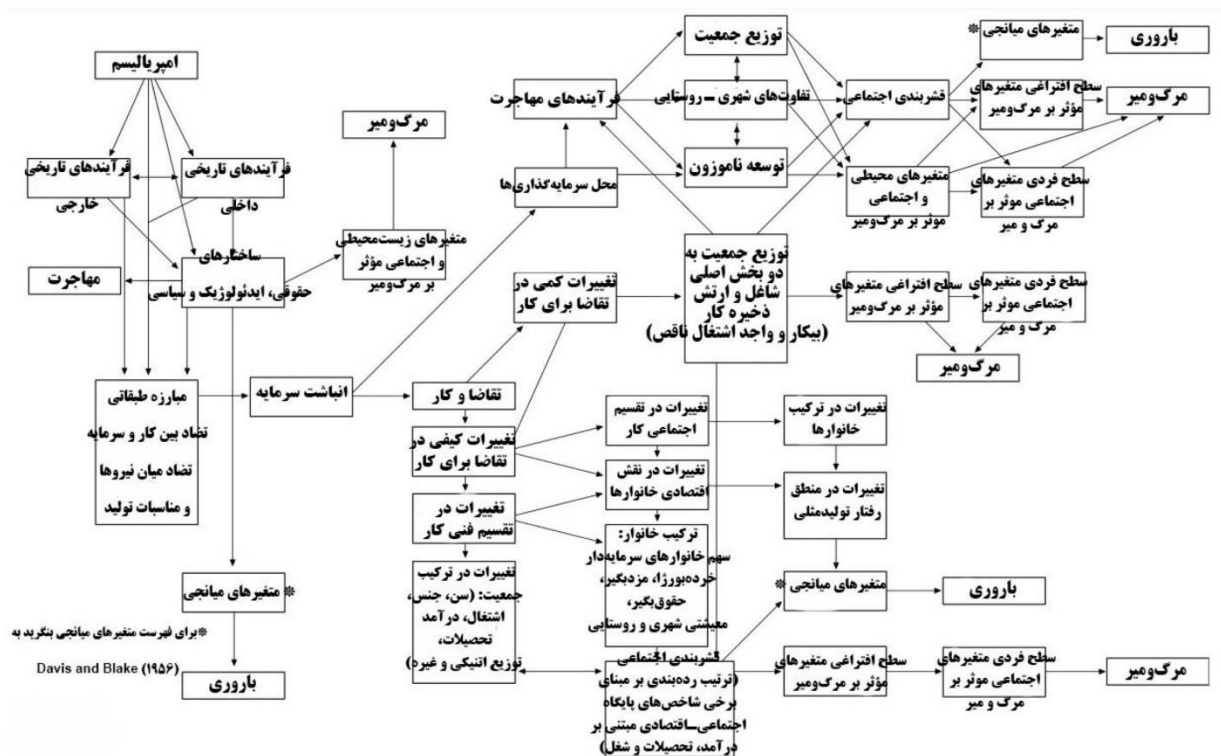 امپریالیسم
فرآیندهای تاریخی
خارجی
فرآیندهای تاریخی
داخلی
ساختارهای
حقوقی، ایدئولوژیک و سیاسی
مهاجرت
مرگ‌ومیر
متغیرهای زیست‌محیطی
و اجتماعی مؤثر
بر مرگ‌ومیر
مبارزه طبقاتی
تضاد بین کار و سرمایه
تضاد میان نیروها
و مناسبات تولید
انباشت سرمایه
متغیرهای میانجی *
باروری
*برای فهرست متغیرهای میانجی بنگرید به
Davis and Blake (۱۹۵۶)
فرآیندهای مهاجرت
محل سرمایه‌گذاری‌ها
توزیع جمعیت
تفاوت‌های شهری ـ روستایی
توسعه ناموزون
قشربندی اجتماعی
متغیرهای محیطی
و اجتماعی
مؤثر بر مرگ‌ومیر
متغیرهای میانجی *
باروری
سطح افتراغی متغیرهای
مؤثر بر مرگ‌ومیر
مرگ‌ومیر
سطح فردی متغیرهای
اجتماعی موثر بر
مرگ و میر
تغییرات کمی در
تقاضا برای کار
توزیع جمعیت به
دو بخش اصلی
شاغل و ارتش
ذخیره کار
(بیکار و واجد اشتغال ناقص)
سطح افتراغی متغیرهای
مؤثر بر مرگ‌ومیر
سطح فردی متغیرهای
اجتماعی موثر بر
مرگ و میر
مرگ‌ومیر
تقاضا و کار
تغییرات کیفی در
تقاضا برای کار
تغییرات در
تقسیم فنی کار
تغییرات در ترکیب
جمعیت: (سن، جنس،
اشتغال، درآمد
تحصیلات،
توزیع اتنیکی و غیره)
تغییرات در تقسیم
اجتماعی کار
تغییرات در نقش
اقتصادی خانوارها
ترکیب خانوار:
سهم خانوارهای سرمایه‌دار
خرده‌بورژا، مزدبگیر،
حقوق‌بگیر،
معیشتی شهری و روستایی
قشربندی اجتماعی
(ترتیب رده‌بندی بر مبنای
برخی شاخص‌های پایگاه
اجتماعی‌ـ‌اقتصادی مبتنی بر
درآمد، تحصیلات و شغل)
تغییرات در ترکیب
خانوارها
تغییرات در منطق
رفتار تولیدمثلی
متغیرهای میانجی *
باروری
سطح افتراغی متغیرهای
مؤثر بر مرگ‌ومیر
سطح فردی متغیرهای
اجتماعی موثر بر
مرگ و میر
مرگ‌ومیر